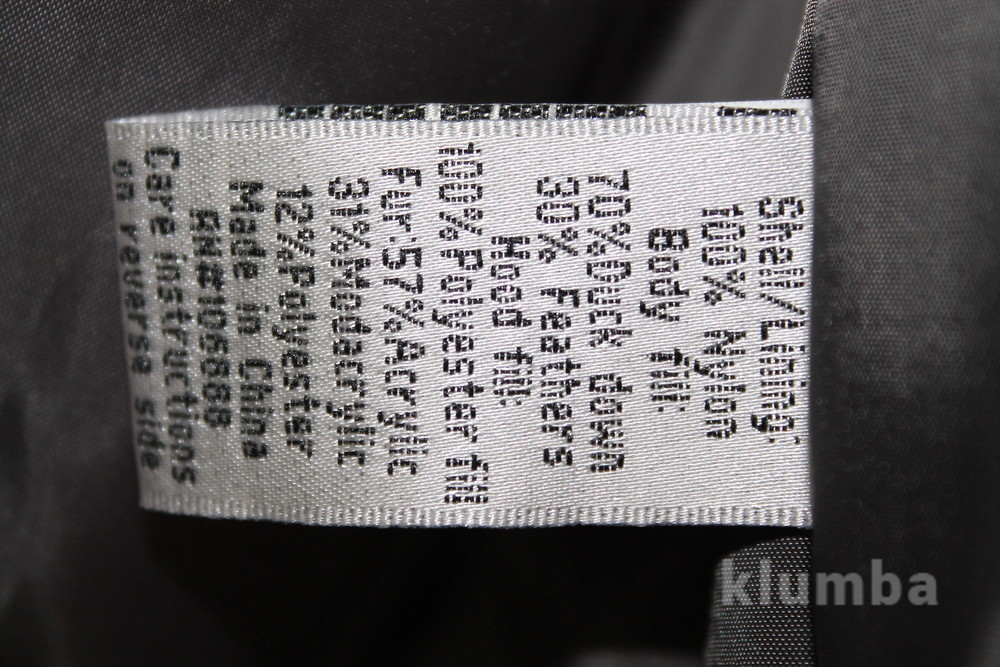 Shell/Lining:
100% Nylon
Body fill:
70%Duck down
30% Feathers
Hood fill:
100%Polyester fill
Fur:57%Acrylic
31%Modacrylic
12%Polyester
Made in China
RN#105668
Care instructions
on reverse side
klumba